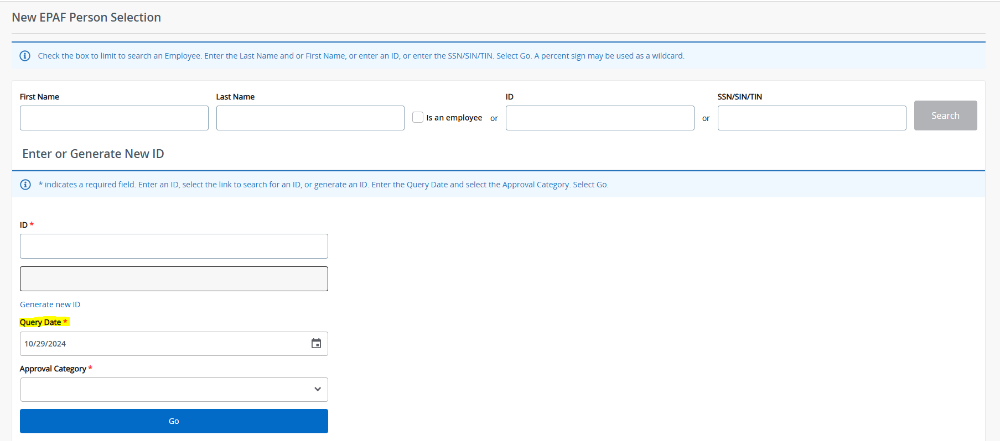 New EPAF Person Selection
Check the box to limit to search an Employee. Enter the Last Name and or First Name, or enter an ID, or enter the SSN/SIN/TIN. Select Go. A percent sign may be used as a wildcard.
First Name Last Name ID SSN/SIN/TIN
Is an employee or or Search
Enter or Generate New ID
* indicates a required field. Enter an ID, select the link to search for an ID, or generate an ID. Enter the Query Date and select the Approval Category. Select Go.
ID *
Generate new ID
Query Date *
10/29/2024
Approval Category *
Go